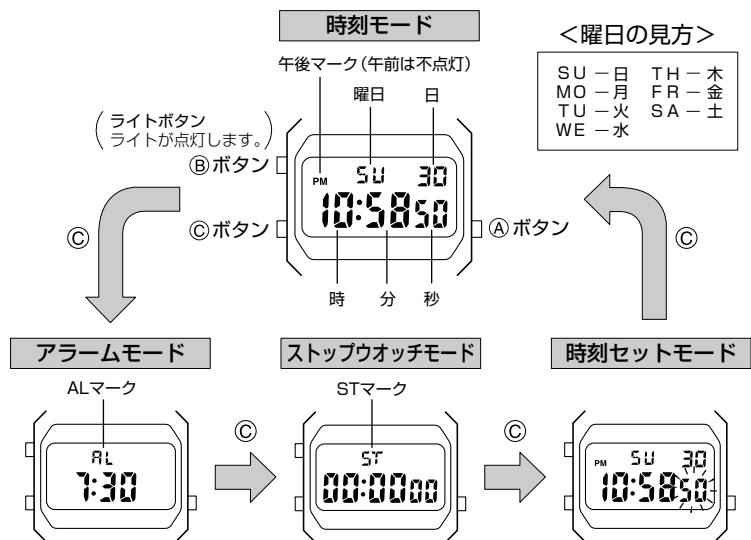 時刻モード
午後マーク（午前は不点灯）
曜日 日
ライトボタン
ライトが点灯します。
Ⓑボタン
PM SU 30
10:58 50
Ⓒボタン
Ⓐボタン
時 分 秒
＜曜日の見方＞
SU－日 TH－木
MO－月 FR－金
TU－火 SA－土
WE－水
Ⓒ
Ⓒ
アラームモード
ALマーク
AL
7:30
Ⓒ
ストップウオッチモード
STマーク
ST
00:00 00
Ⓒ
時刻セットモード
PM SU 30
10:58 50